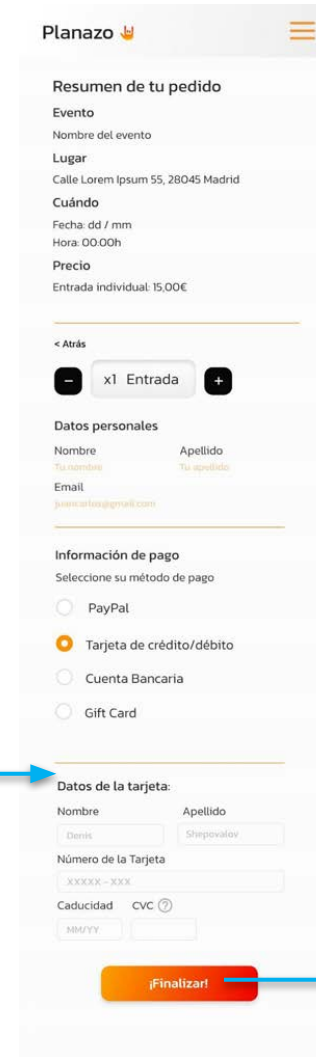 Planazo
Resumen de tu pedido
Evento
Nombre del evento
Lugar
Calle Lorem Ipsum 55, 28045 Madrid
Cuándo
Fecha: dd / mm
Hora: 00:00h
Precio
Entrada individual: 15,00€
< Atrás
- x1 Entrada +
Datos personales
Nombre Apellido
Tu nombre Tu apellido
Email
Información de pago
Seleccione su método de pago
PayPal
Tarjeta de crédito/débito
Cuenta Bancaria
Gift Card
Datos de la tarjeta:
Nombre Apellido
Denis Shepovalov
Número de la Tarjeta
XXXXX - XXX
Caducidad CVC ?
MM/YY
¡Finalizar!